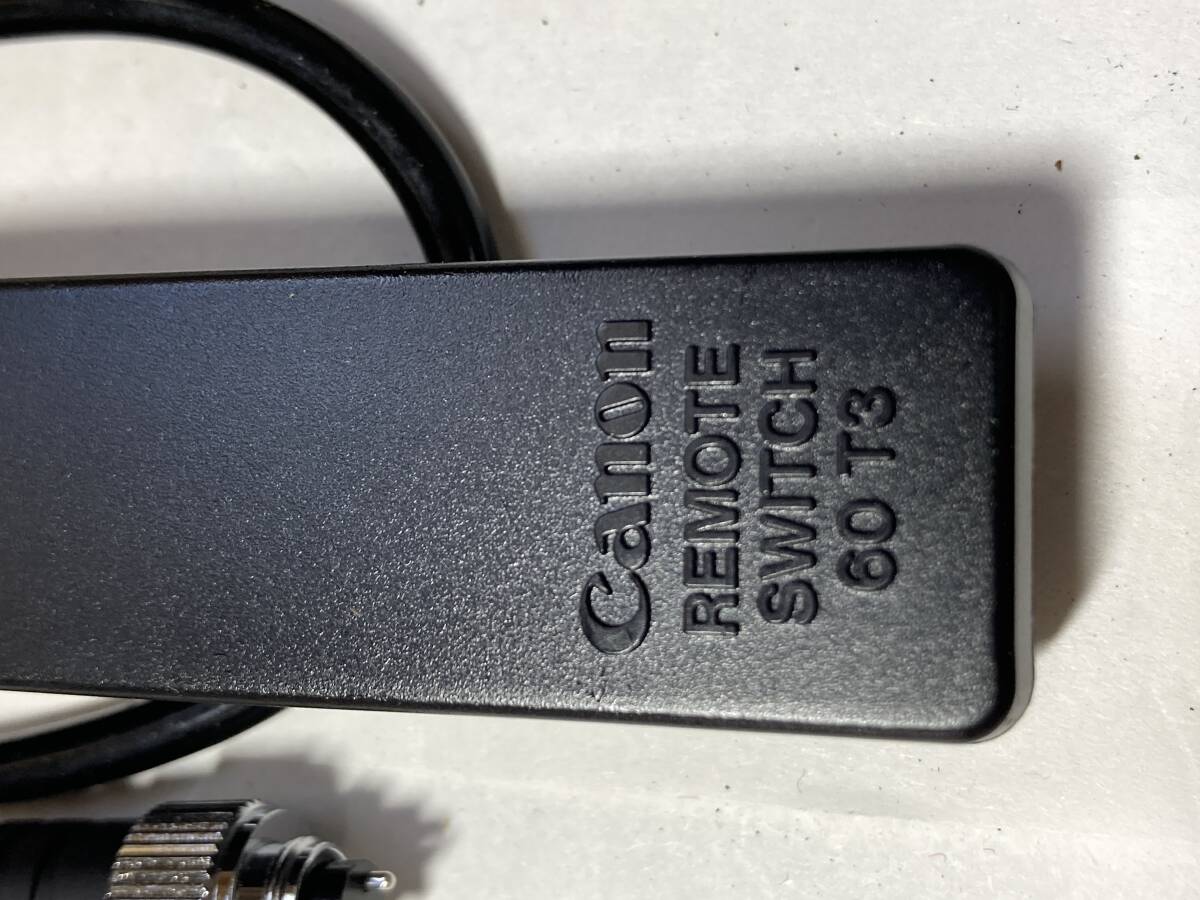 Canon
REMOTE
SWITCH
60 T3